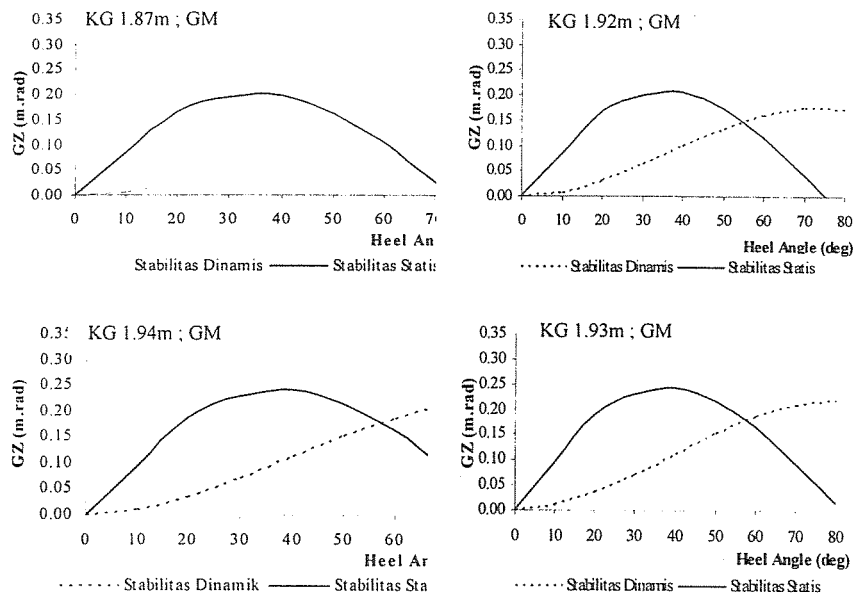 KG 1.87m ; GM
0.35
0.30
0.25
0.20
0.15
0.10
0.05
0.00
GZ (m.rad)
0 10 20 30 40 50 60 70
Heel An
Stabilitas Dinamis Stabilitas Statis
KG 1.92m ; GM
0.35
0.30
0.25
0.20
0.15
0.10
0.05
0.00
GZ (m.rad)
0 10 20 30 40 50 60 70 80
Heel Angle (deg)
Stabilitas Dinamis Stabilitas Statis
KG 1.94m ; GM
0.3
0.30
0.25
0.20
0.15
0.10
0.05
0.00
GZ (m.rad)
0 10 20 30 40 50 60
Heel Ar
Stabilitas Dinamik Stabilitas Sta
KG 1.93m ; GM
0.35
0.30
0.25
0.20
0.15
0.10
0.05
0.00
GZ (m.rad)
0 10 20 30 40 50 60 70 80
Heel Angle (deg)
Stabilitas Dinamis Stabilitas Statis